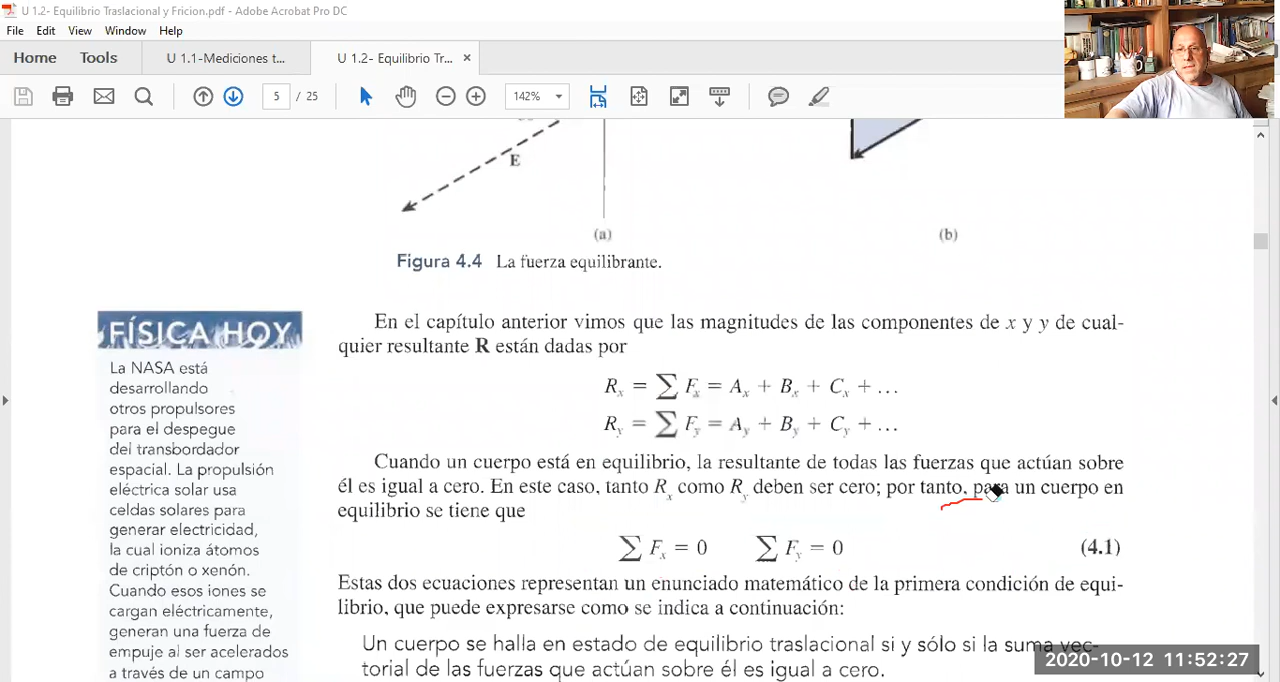 U 1.2- Equilibrio Traslacional y Friccion.pdf - Adobe Acrobat Pro DC
File Edit View Window Help
Home Tools U 1.1-Mediciones t... U 1.2- Equilibrio Tr... ×
5 / 25 142%
E
(a) (b)
Figura 4.4 La fuerza equilibrante.
FÍSICA HOY
La NASA está
desarrollando
otros propulsores
para el despegue
del transbordador
espacial. La propulsión
eléctrica solar usa
celdas solares para
generar electricidad,
la cual ioniza átomos
de criptón o xenón.
Cuando esos iones se
cargan eléctricamente,
generan una fuerza de
empuje al ser acelerados
a través de un campo
En el capítulo anterior vimos que las magnitudes de las componentes de x y y de cual-
quier resultante R están dadas por
Rx = ∑ Fx = Ax + Bx + Cx + ...
Ry = ∑ Fy = Ay + By + Cy + ...
Cuando un cuerpo está en equilibrio, la resultante de todas las fuerzas que actúan sobre
él es igual a cero. En este caso, tanto Rx como Ry deben ser cero; por tanto, para un cuerpo en
equilibrio se tiene que
∑ Fx = 0 ∑ Fy = 0 (4.1)
Estas dos ecuaciones representan un enunciado matemático de la primera condición de equi-
librio, que puede expresarse como se indica a continuación:
Un cuerpo se halla en estado de equilibrio traslacional si y sólo si la suma vec-
torial de las fuerzas que actúan sobre él es igual a cero.
2020-10-12 11:52:27